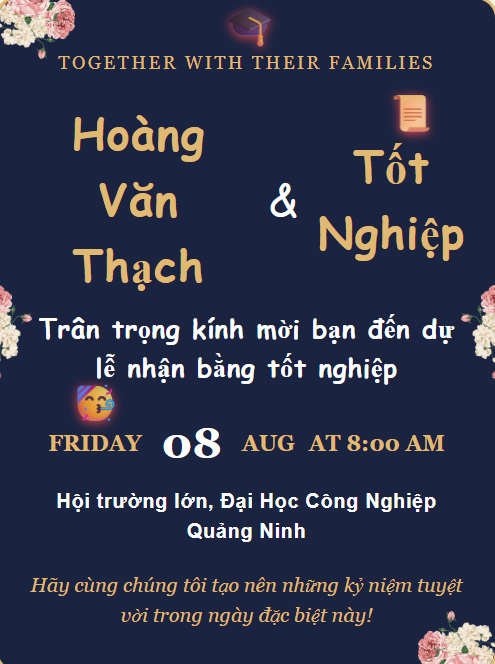 TOGETHER WITH THEIR FAMILIES
Hoàng
Văn
Thạch
&
Tốt
Nghiệp
Trân trọng kính mời bạn đến dự
lễ nhận bằng tốt nghiệp
FRIDAY 08 AUG AT 8:00 AM
Hội trường lớn, Đại Học Công Nghiệp
Quảng Ninh
Hãy cùng chúng tôi tạo nên những kỷ niệm tuyệt
vời trong ngày đặc biệt này!